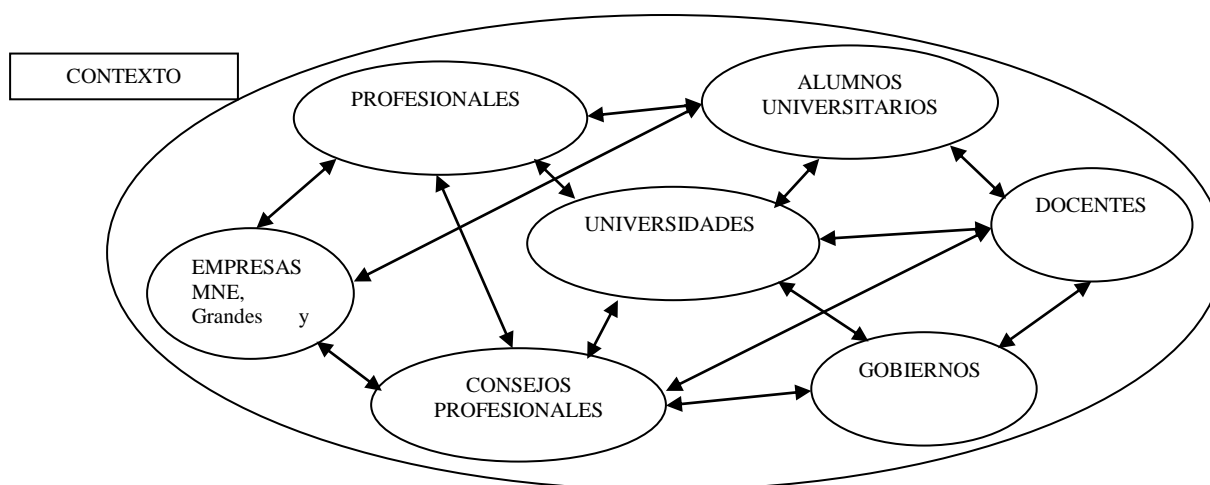 CONTEXTO
PROFESIONALES
ALUMNOS
UNIVERSITARIOS
UNIVERSIDADES
DOCENTES
EMPRESAS
MNE,
Grandes y
CONSEJOS
PROFESIONALES
GOBIERNOS